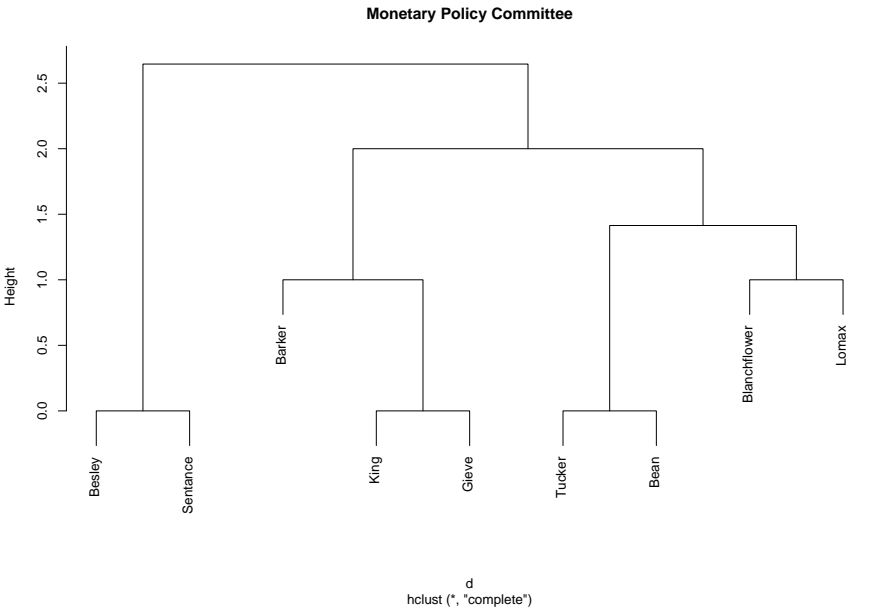 Monetary Policy Committee
Height
2.5
2.0
1.5
1.0
0.5
0.0
Besley
Sentance
Barker
King
Gieve
Tucker
Bean
Blanchflower
Lomax
d
hclust (*, "complete")